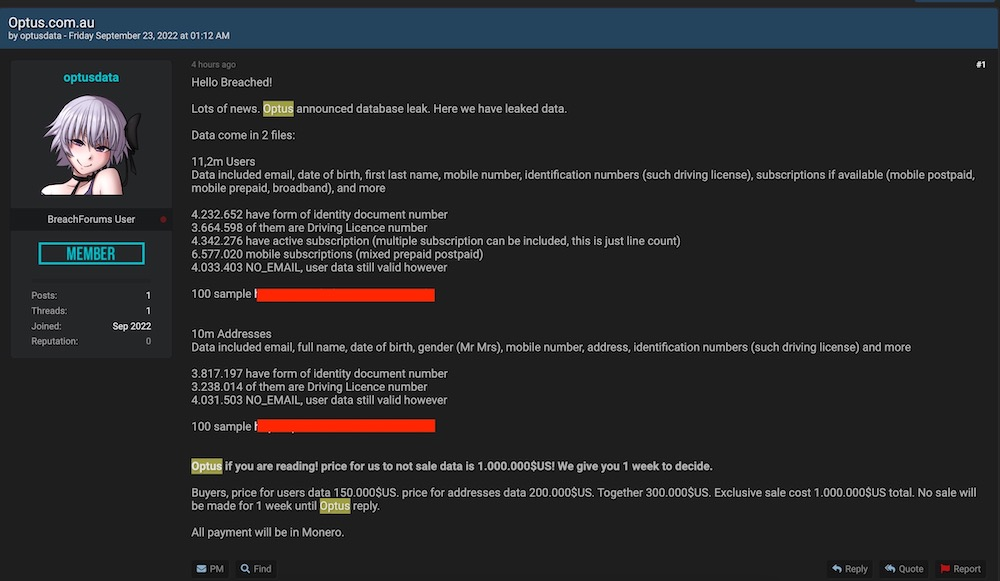 Optus.com.au
by optusdata - Friday September 23, 2022 at 01:12 AM
optusdata
BreachForums User
MEMBER
Posts: 1
Threads: 1
Joined: Sep 2022
Reputation: 0
4 hours ago
#1
Hello Breached!
Lots of news. Optus announced database leak. Here we have leaked data.
Data come in 2 files:
11,2m Users
Data included email, date of birth, first last name, mobile number, identification numbers (such driving license), subscriptions if available (mobile postpaid,
mobile prepaid, broadband), and more
4.232.652 have form of identity document number
3.664.598 of them are Driving Licence number
4.342.276 have active subscription (multiple subscription can be included, this is just line count)
6.577.020 mobile subscriptions (mixed prepaid postpaid)
4.033.403 NO_EMAIL, user data still valid however
100 sample
10m Addresses
Data included email, full name, date of birth, gender (Mr Mrs), mobile number, address, identification numbers (such driving license) and more
3.817.197 have form of identity document number
3.238.014 of them are Driving Licence number
4.031.503 NO_EMAIL, user data still valid however
100 sample
Optus if you are reading! price for us to not sale data is 1.000.000$US! We give you 1 week to decide.
Buyers, price for users data 150.000$US. price for addresses data 200.000$US. Together 300.000$US. Exclusive sale cost 1.000.000$US total. No sale will
be made for 1 week until Optus reply.
All payment will be in Monero.
PM Find
Reply Quote Report